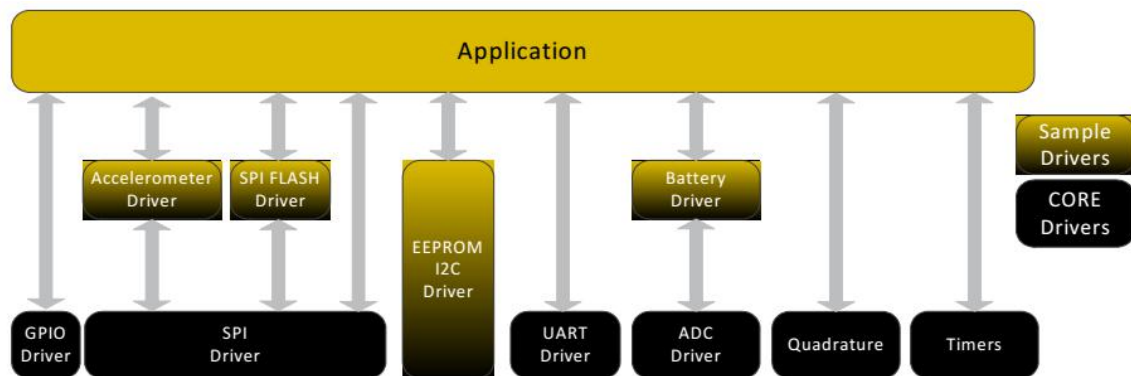 Application
Sample
Drivers
Accelerometer
Driver
SPI FLASH
Driver
Battery
Driver
CORE
Drivers
EEPROM
I2C
Driver
GPIO
Driver
SPI
Driver
UART
Driver
ADC
Driver
Quadrature
Timers